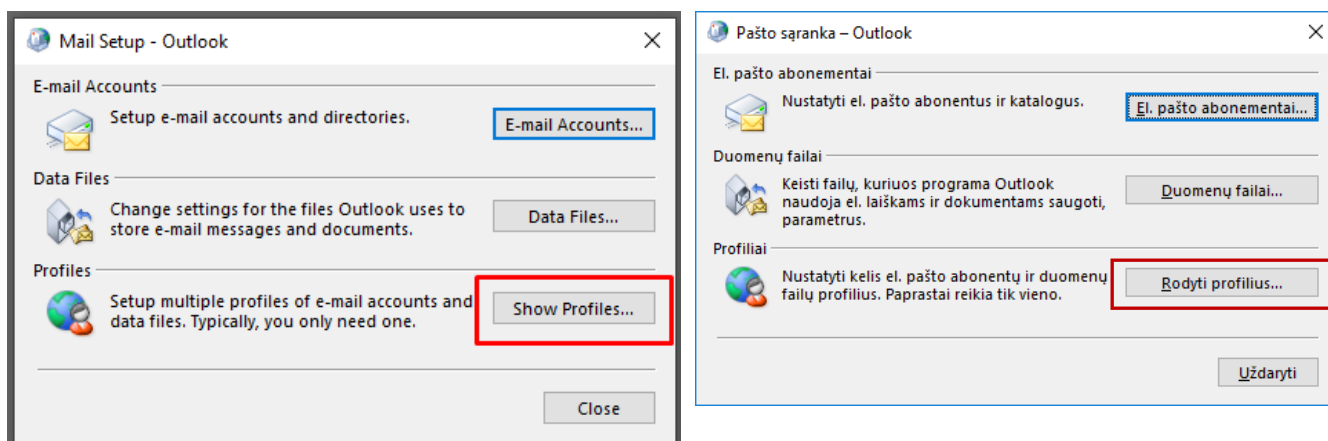 Mail Setup - Outlook
E-mail Accounts
Setup e-mail accounts and directories.
E-mail Accounts...
Data Files
Change settings for the files Outlook uses to
store e-mail messages and documents.
Data Files...
Profiles
Setup multiple profiles of e-mail accounts and
data files. Typically, you only need one.
Show Profiles...
Close
Pašto sąranka – Outlook
El. pašto abonementai
Nustatyti el. pašto abonentus ir katalogus.
El. pašto abonementai...
Duomenų failai
Keisti failų, kuriuos programa Outlook
naudoja el. laiškams ir dokumentams saugoti,
parametrus.
Duomenų failai...
Profiliai
Nustatyti kelis el. pašto abonentų ir duomenų
failų profilius. Paprastai reikia tik vieno.
Rodyti profilius...
Uždaryti